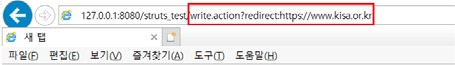 127.0.0.1:8080/struts_test/write.action?redirect:https://www.kisa.or.kr
새 탭
파일(F) 편집(E) 보기(V) 즐겨찾기(A) 도구(T) 도움말(H)